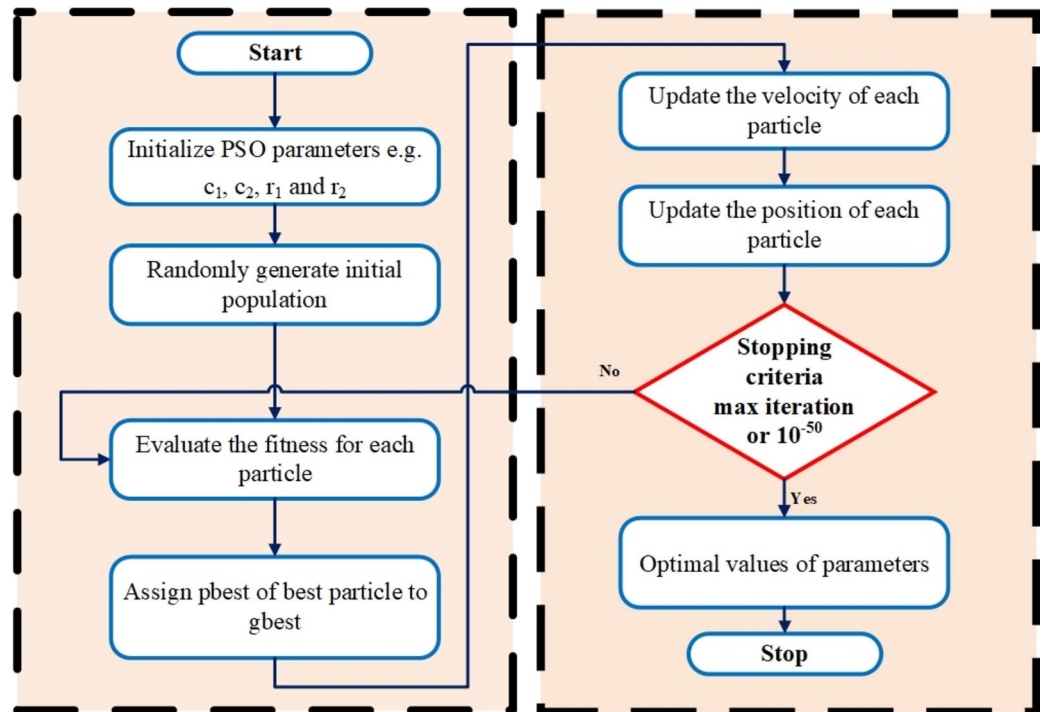 Start
Initialize PSO parameters e.g.
c₁, c₂, r₁ and r₂
Randomly generate initial
population
Evaluate the fitness for each
particle
Assign pbest of best particle to
gbest
Update the velocity of each
particle
Update the position of each
particle
Stopping
criteria
max iteration
or 10⁻⁵⁰
No
Yes
Optimal values of parameters
Stop